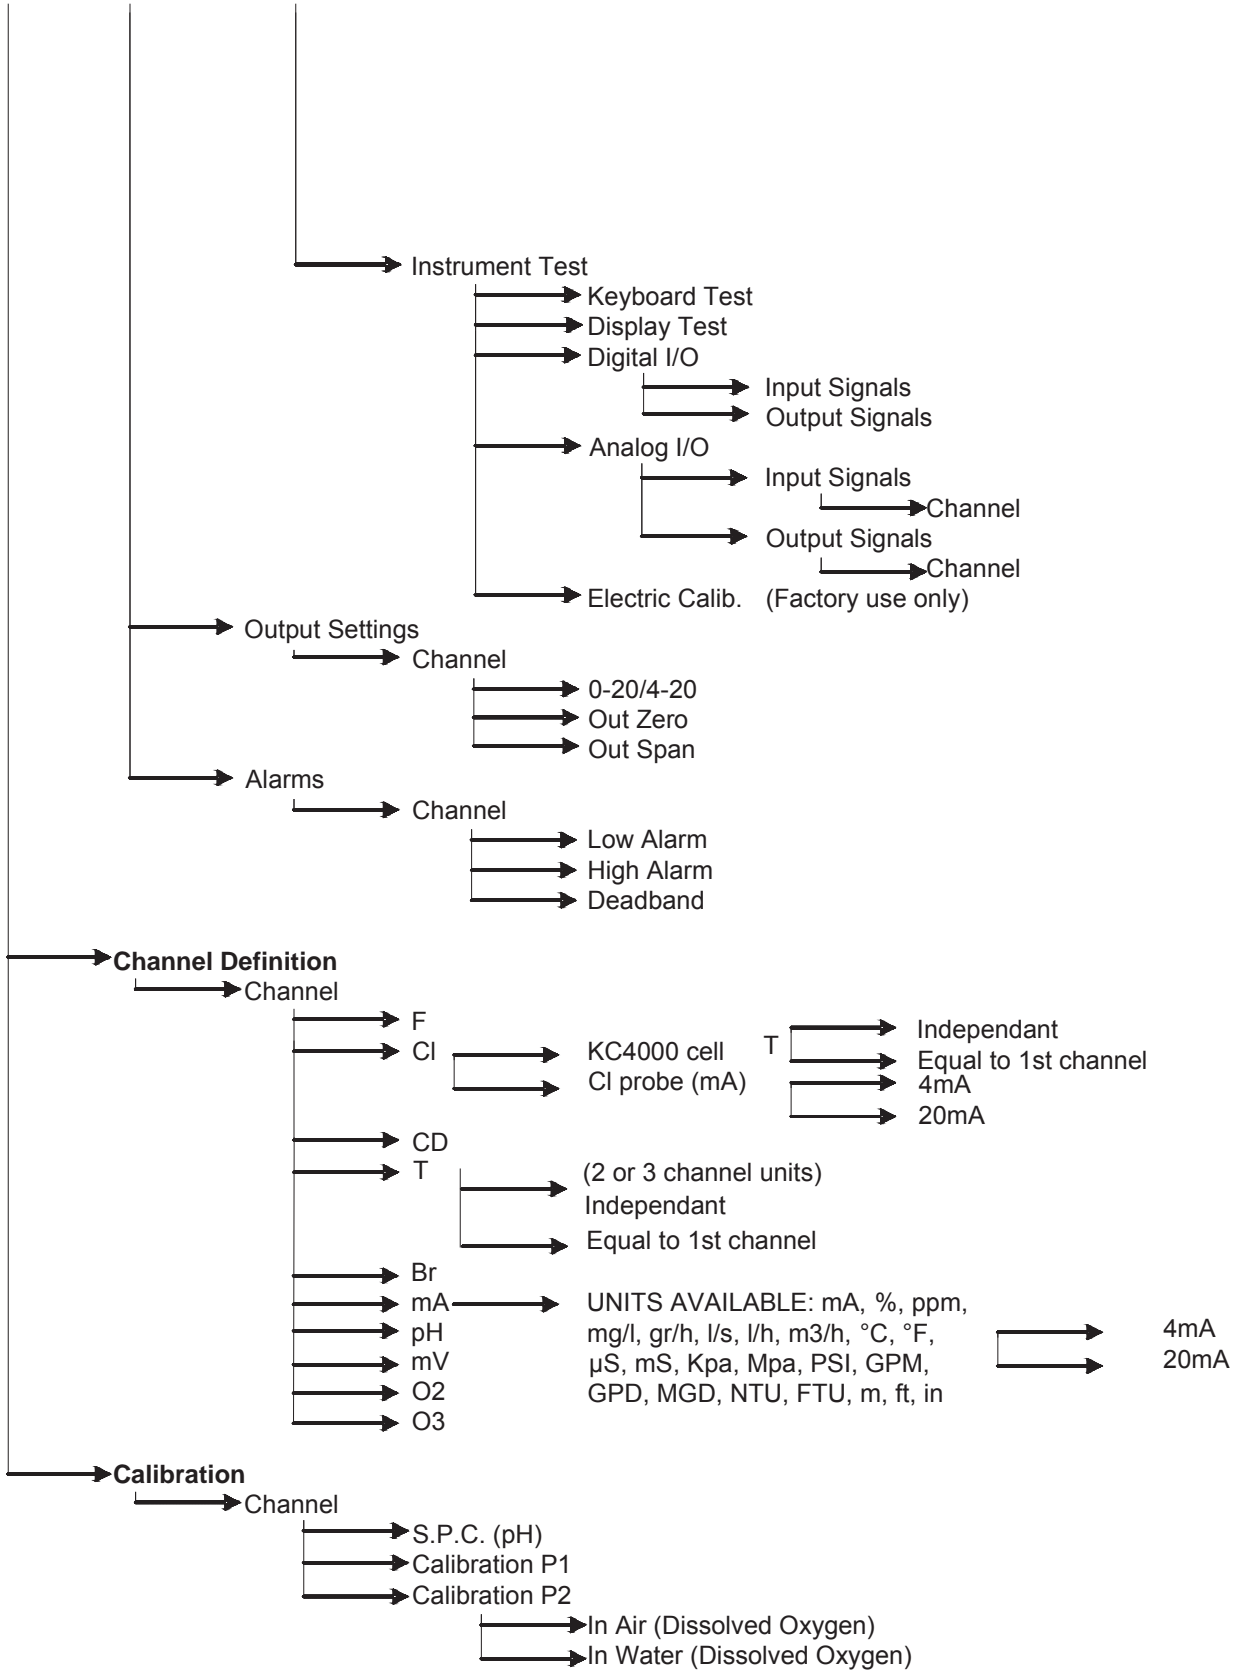 Instrument Test
Keyboard Test
Display Test
Digital I/O
Input Signals
Output Signals
Analog I/O
Input Signals
Channel
Output Signals
Channel
Electric Calib. (Factory use only)
Output Settings
Channel
0-20/4-20
Out Zero
Out Span
Alarms
Channel
Low Alarm
High Alarm
Deadband
Channel Definition
Channel
F
Cl
KC4000 cell
Cl probe (mA)
T
Independant
Equal to 1st channel
4mA
20mA
CD
T
(2 or 3 channel units)
Independant
Equal to 1st channel
Br
mA
UNITS AVAILABLE: mA, %, ppm,
mg/l, gr/h, l/s, l/h, m3/h, °C, °F,
µS, mS, Kpa, Mpa, PSI, GPM,
GPD, MGD, NTU, FTU, m, ft, in
4mA
20mA
pH
mV
O2
O3
Calibration
Channel
S.P.C. (pH)
Calibration P1
Calibration P2
In Air (Dissolved Oxygen)
In Water (Dissolved Oxygen)